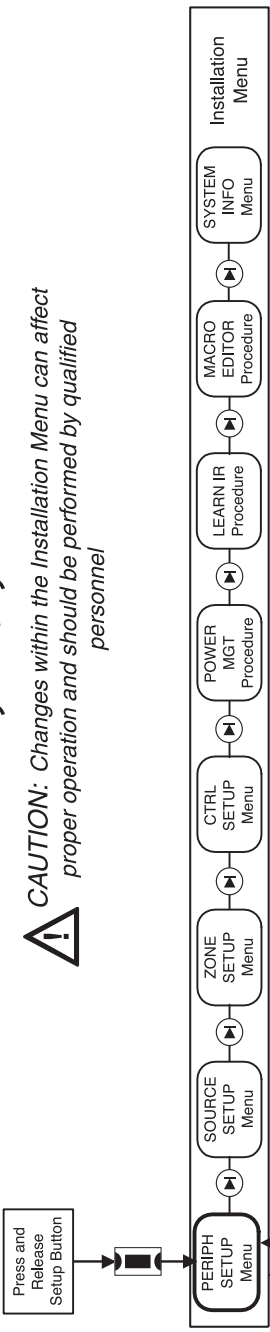 CAUTION: Changes within the Installation Menu can affect
proper operation and should be performed by qualified
personnel
Press and
Release
Setup Button
PERIPH
SETUP
Menu
SOURCE
SETUP
Menu
ZONE
SETUP
Menu
CTRL
SETUP
Menu
POWER
MGT
Procedure
LEARN IR
Procedure
MACRO
EDITOR
Procedure
SYSTEM
INFO
Menu
Installation
Menu